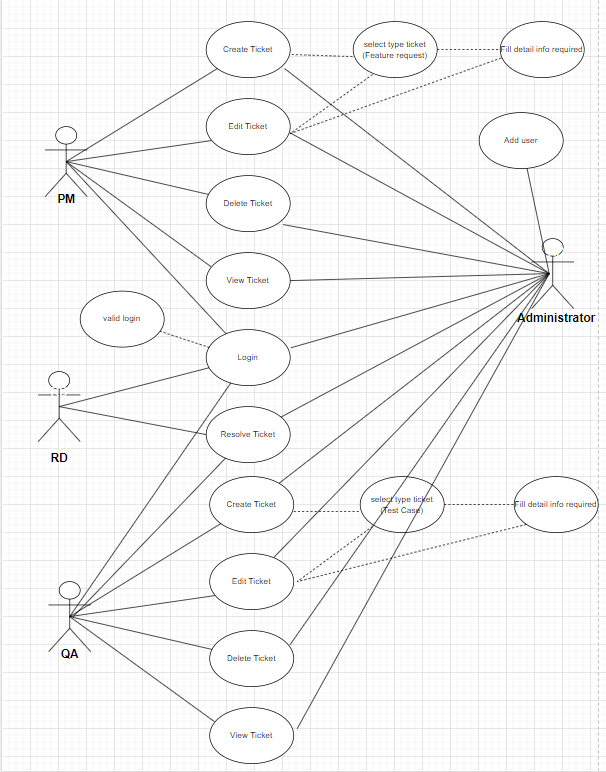 Create Ticket
select type ticket
(Feature request)
Fill detail info required
Edit Ticket
Add user
PM
Delete Ticket
View Ticket
valid login
Administrator
Login
RD
Resolve Ticket
Create Ticket
select type ticket
(Test Case)
Fill detail info required
Edit Ticket
QA
Delete Ticket
View Ticket